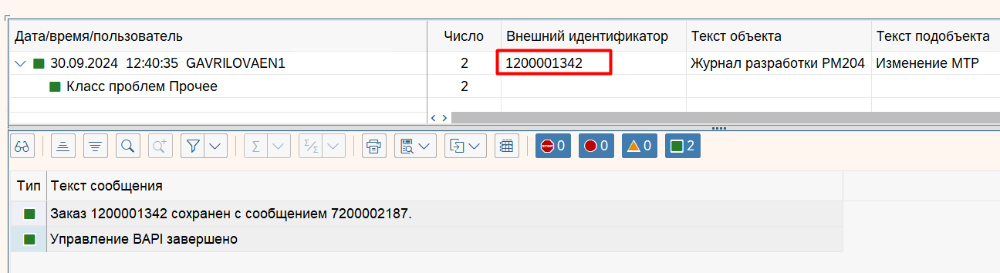 Дата/время/пользователь Число Внешний идентификатор Текст объекта Текст подобъекта
30.09.2024 12:40:35 GAVRILOVAEN1 2 1200001342 Журнал разработки PM204 Изменение МТР
Класс проблем Прочее 2
STOP 0 0 0 2
Тип Текст сообщения
Заказ 1200001342 сохранен с сообщением 7200002187.
Управление BAPI завершено